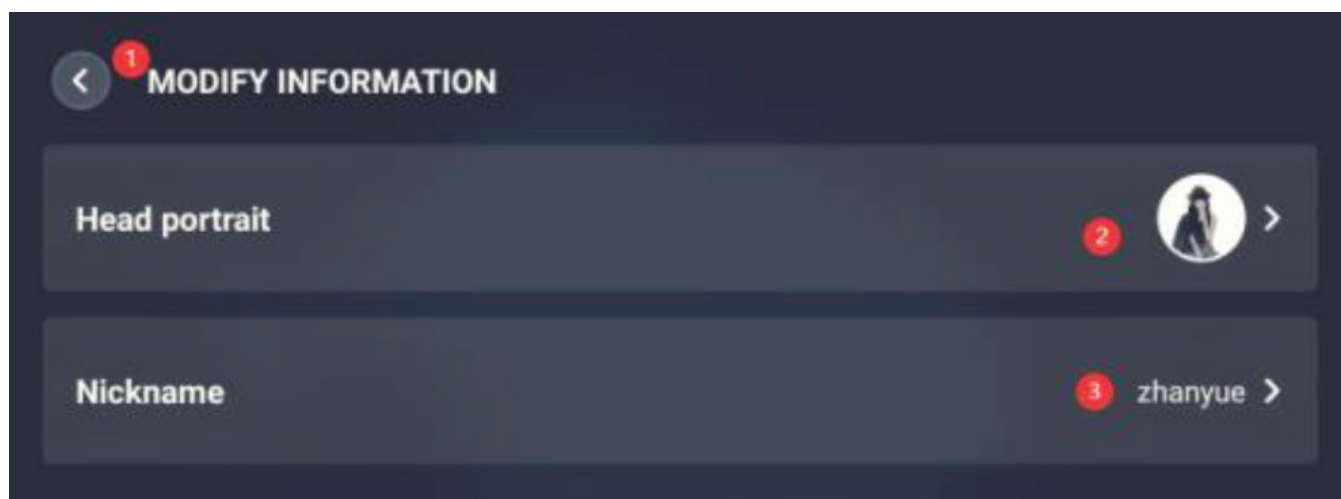 1
MODIFY INFORMATION
Head portrait
2
Nickname
3 zhanyue